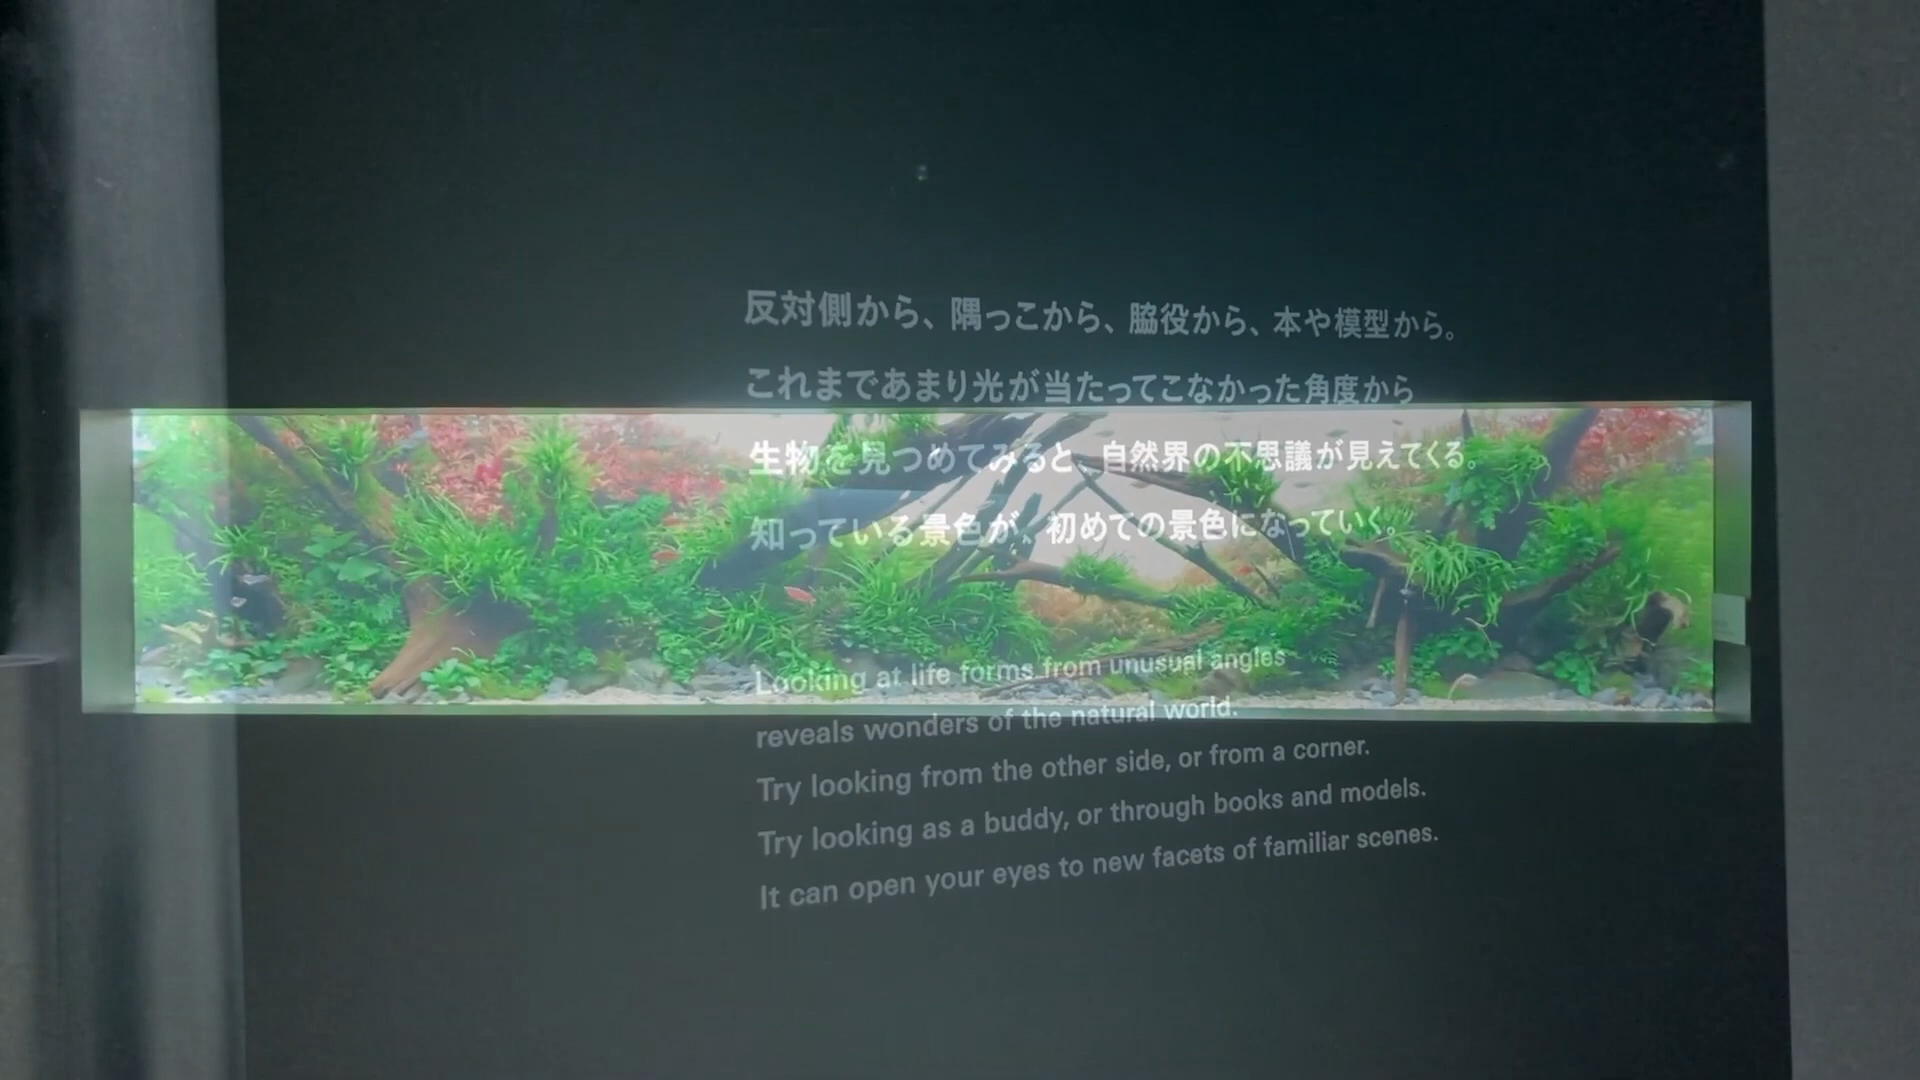 反対側から、隅っこから、脇役から、本や模型から。
これまであまり光が当たってこなかった角度から
生物を見つめてみると、自然界の不思議が見えてくる。
知っている景色が、初めての景色になっていく。
Looking at life forms from unusual angles
reveals wonders of the natural world.
Try looking from the other side, or from a corner.
Try looking as a buddy, or through books and models.
It can open your eyes to new facets of familiar scenes.